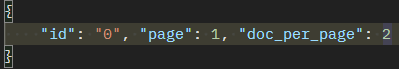 {
"id": "0", "page": 1, "doc_per_page": 2
}